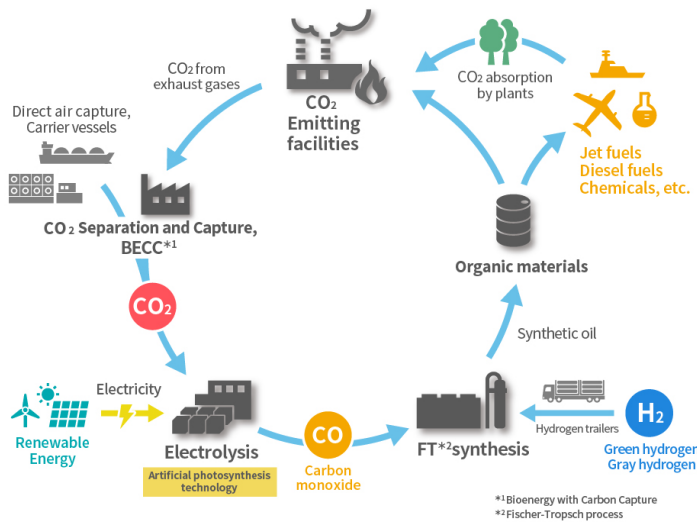 CO2 from
exhaust gases
CO2
Emitting
facilities
CO2 absorption
by plants
Jet fuels
Diesel fuels
Chemicals, etc.
Direct air capture,
Carrier vessels
CO2 Separation and Capture,
BECC*1
CO2
Organic materials
Synthetic oil
Electricity
Renewable
Energy
Electrolysis
Artificial photosynthesis
technology
CO
Carbon
monoxide
FT*2synthesis
Hydrogen trailers
H2
Green hydrogen
Gray hydrogen
*1Bioenergy with Carbon Capture
*2Fischer-Tropsch process